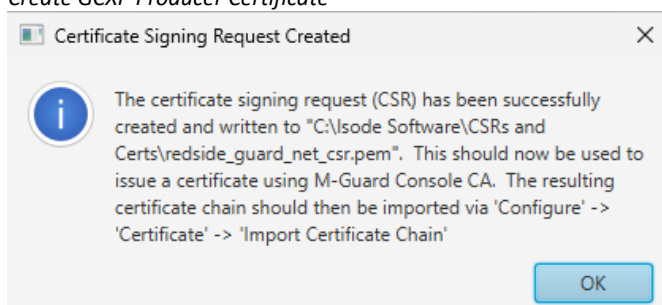 Create GCXP Producer Certificate
Certificate Signing Request Created
The certificate signing request (CSR) has been successfully
created and written to "C:\Isode Software\CSRs and
Certs\redside_guard_net_csr.pem". This should now be used to
issue a certificate using M-Guard Console CA. The resulting
certificate chain should then be imported via 'Configure' ->
'Certificate' -> 'Import Certificate Chain'
OK